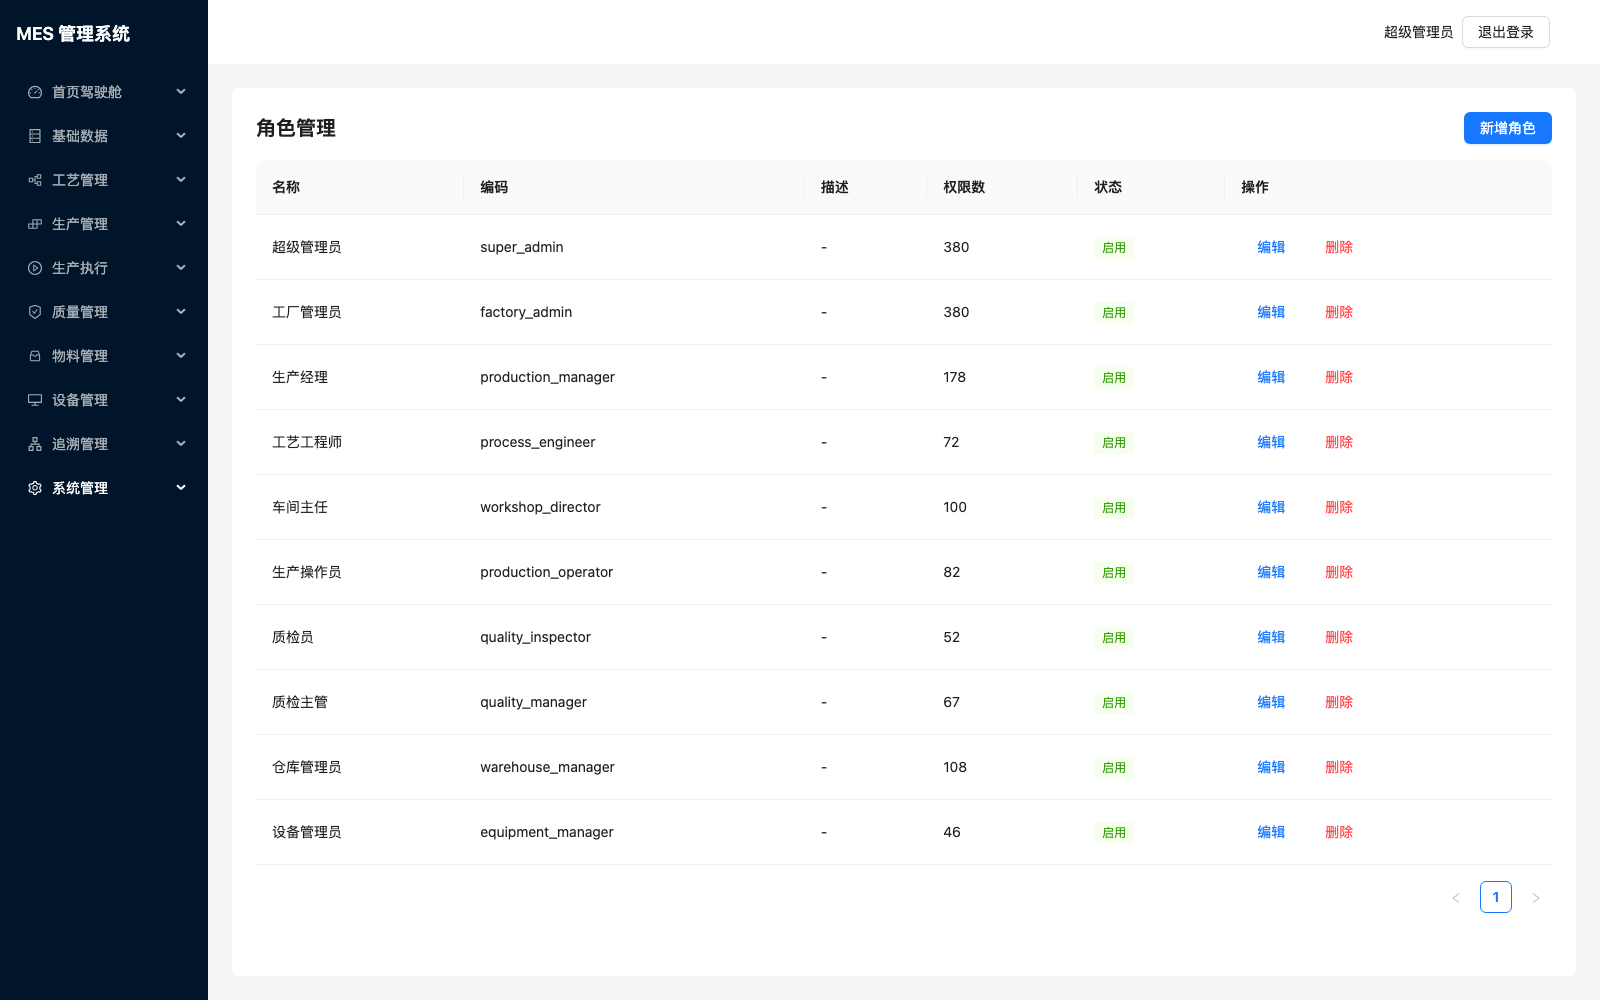 MES 管理系统
首页驾驶舱
基础数据
工艺管理
生产管理
生产执行
质量管理
物料管理
设备管理
追溯管理
系统管理
超级管理员 退出登录
角色管理 新增角色
名称 编码 描述 权限数 状态 操作
超级管理员 super_admin - 380 启用 编辑 删除
工厂管理员 factory_admin - 380 启用 编辑 删除
生产经理 production_manager - 178 启用 编辑 删除
工艺工程师 process_engineer - 72 启用 编辑 删除
车间主任 workshop_director - 100 启用 编辑 删除
生产操作员 production_operator - 82 启用 编辑 删除
质检员 quality_inspector - 52 启用 编辑 删除
质检主管 quality_manager - 67 启用 编辑 删除
仓库管理员 warehouse_manager - 108 启用 编辑 删除
设备管理员 equipment_manager - 46 启用 编辑 删除
1